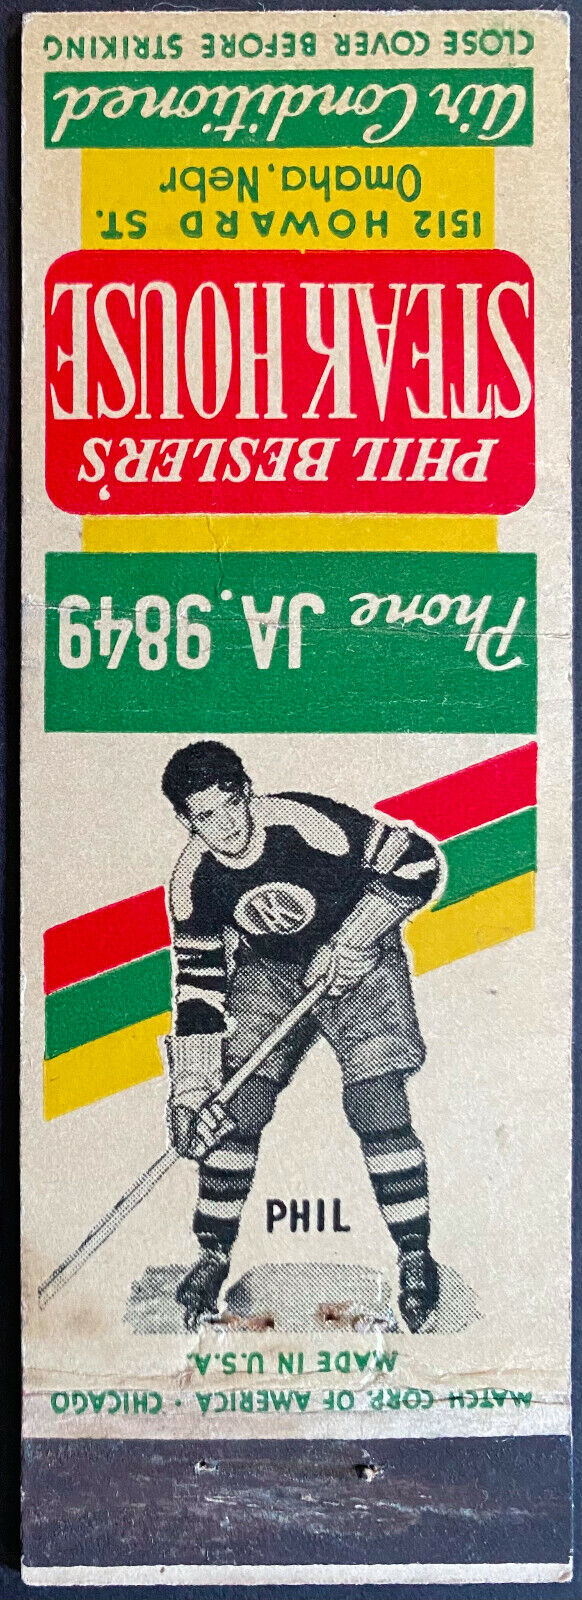 CLOSE COVER BEFORE STRIKING
Air Conditioned
1512 HOWARD ST.
Omaha, Nebr
PHIL BESLER'S
STEAK HOUSE
Phone JA. 9849
K
PHIL
MADE IN U.S.A.
MATCH CORP. OF AMERICA · CHICAGO